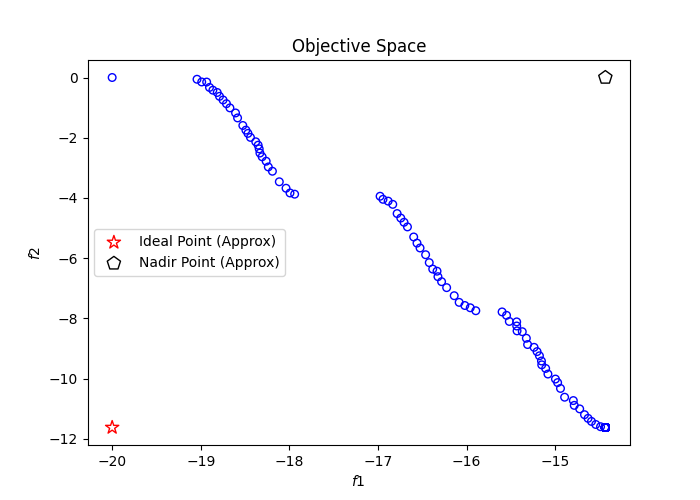 Objective Space
0
−2
−4
−6
−8
−10
−12
f2
Ideal Point (Approx)
Nadir Point (Approx)
−20 −19 −18 −17 −16 −15
f1